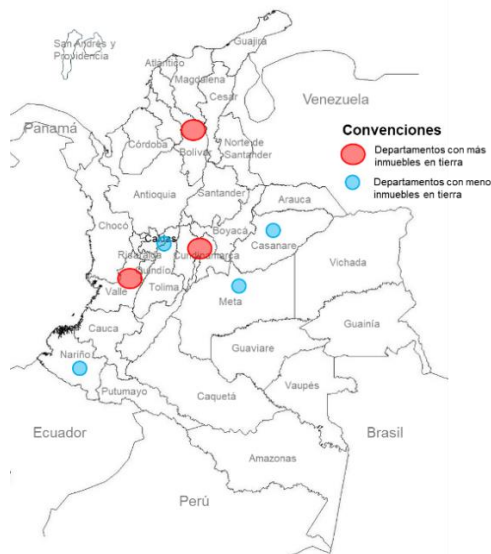 San Andrés y
Providencia
Guajirá
Atlántico
Magdalena
Cesar
Venezuela
Panamá
Convenciones
Departamentos con más
inmuebles en tierra
Departamentos con meno
inmuebles en tierra
Córdoba
Bolívar
Norte de
Santander
Antioquia
Santander
Arauca
Chocó
Boyacá
Caldas
Casanare
Risaralda
Cundinamarca
Quindío
Vichada
Valle
Tolima
Meta
Cauca
Guainía
Nariño
Guaviare
Vaupés
Putumayo
Caquetá
Ecuador
Brasil
Amazonas
Perú